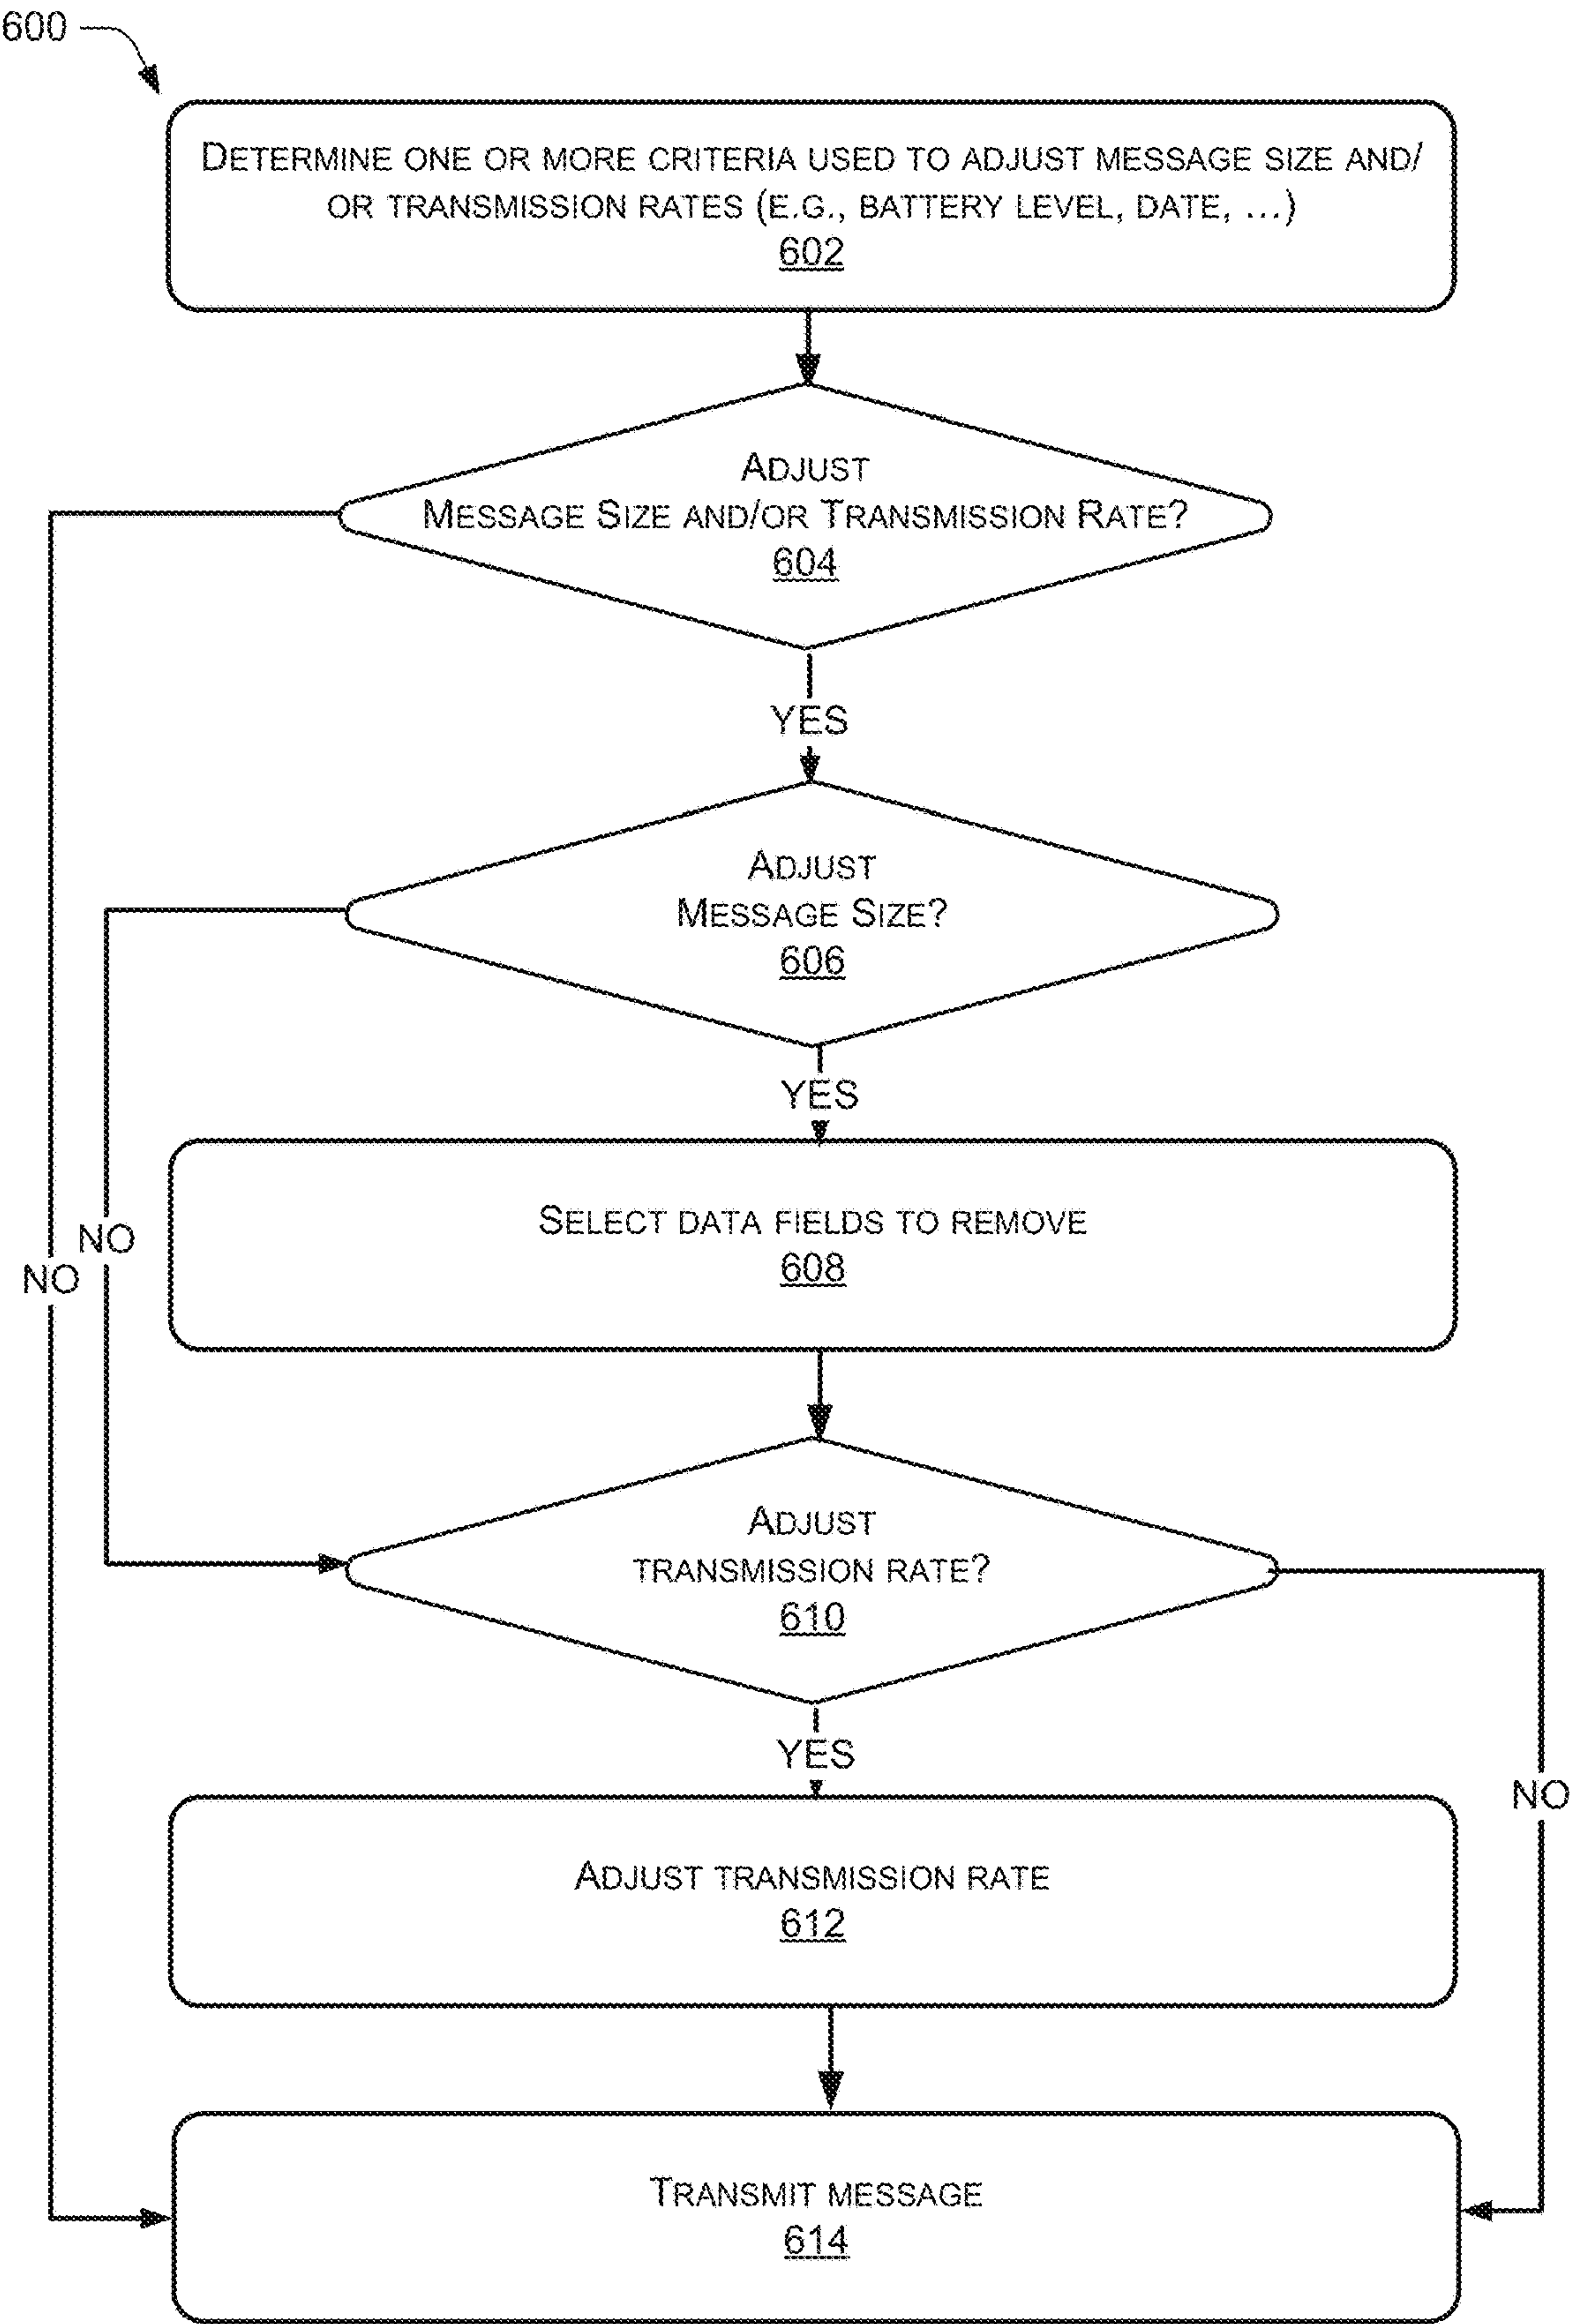 600
DETERMINE ONE OR MORE CRITERIA USED TO ADJUST MESSAGE SIZE AND/
OR TRANSMISSION RATES (E.G., BATTERY LEVEL, DATE, ...)
602
ADJUST
MESSAGE SIZE AND/OR TRANSMISSION RATE?
604
YES
ADJUST
MESSAGE SIZE?
606
YES
SELECT DATA FIELDS TO REMOVE
608
NO
NO
ADJUST
TRANSMISSION RATE?
610
YES
NO
ADJUST TRANSMISSION RATE
612
TRANSMIT MESSAGE
614